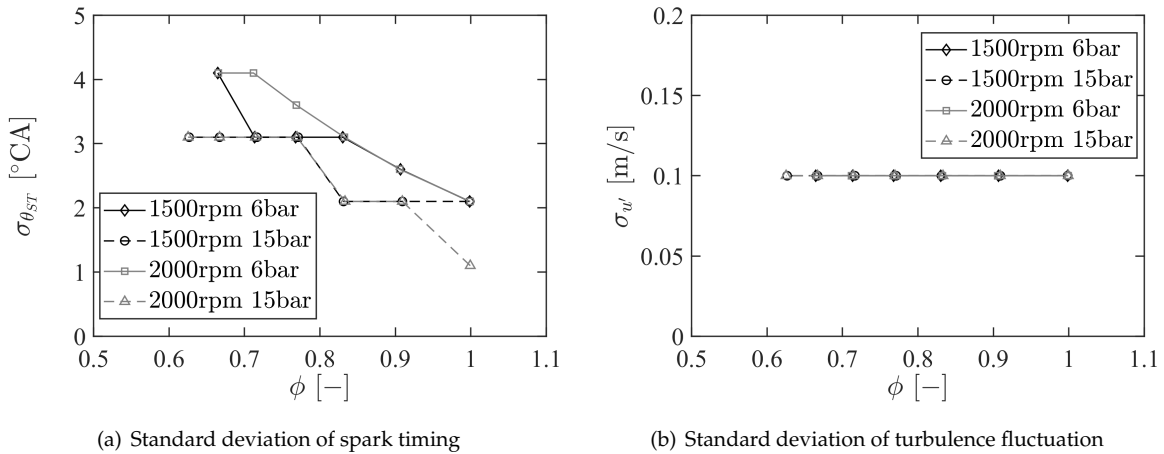 5
4
3
2
1
0
σθST [°CA]
1500rpm 6bar
1500rpm 15bar
2000rpm 6bar
2000rpm 15bar
0.5 0.6 0.7 0.8 0.9 1 1.1
ϕ [−]
(a) Standard deviation of spark timing
0.2
0.15
0.1
0.05
0
σu′ [m/s]
1500rpm 6bar
1500rpm 15bar
2000rpm 6bar
2000rpm 15bar
0.5 0.6 0.7 0.8 0.9 1 1.1
ϕ [−]
(b) Standard deviation of turbulence fluctuation